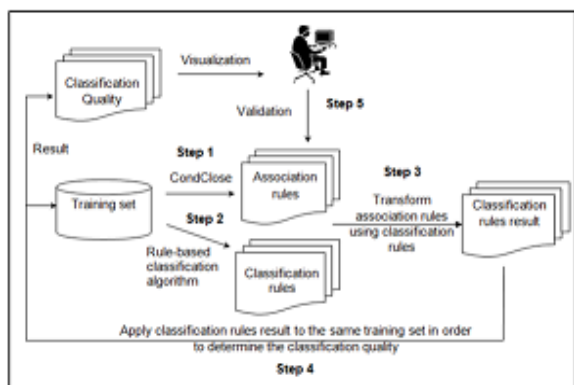 Classification
Quality
Visualization
Validation
Step 5
Result
Step 1
CondClose
Training set
Association
rules
Step 3
Transform
association rules
using classification
rules
Classification
rules result
Step 2
Rule-based
classification
algorithm
Classification
rules
Apply classification rules result to the same training set in order
to determine the classification quality
Step 4